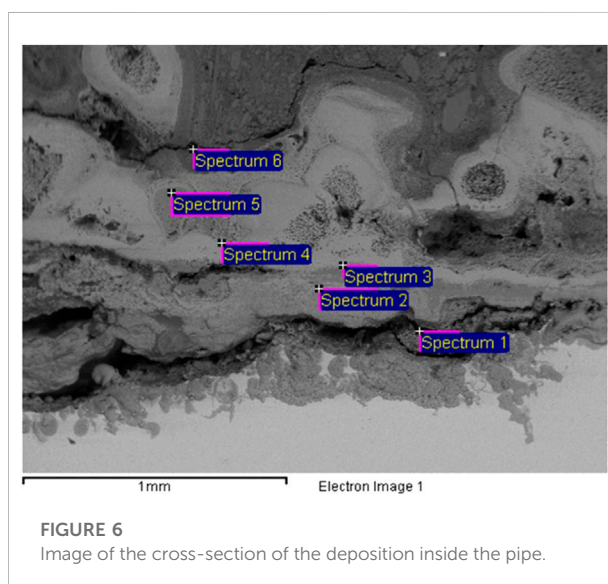 Spectrum 6
Spectrum 5
Spectrum 4
Spectrum 3
Spectrum 2
Spectrum 1
1mm Electron Image 1
FIGURE 6
Image of the cross-section of the deposition inside the pipe.